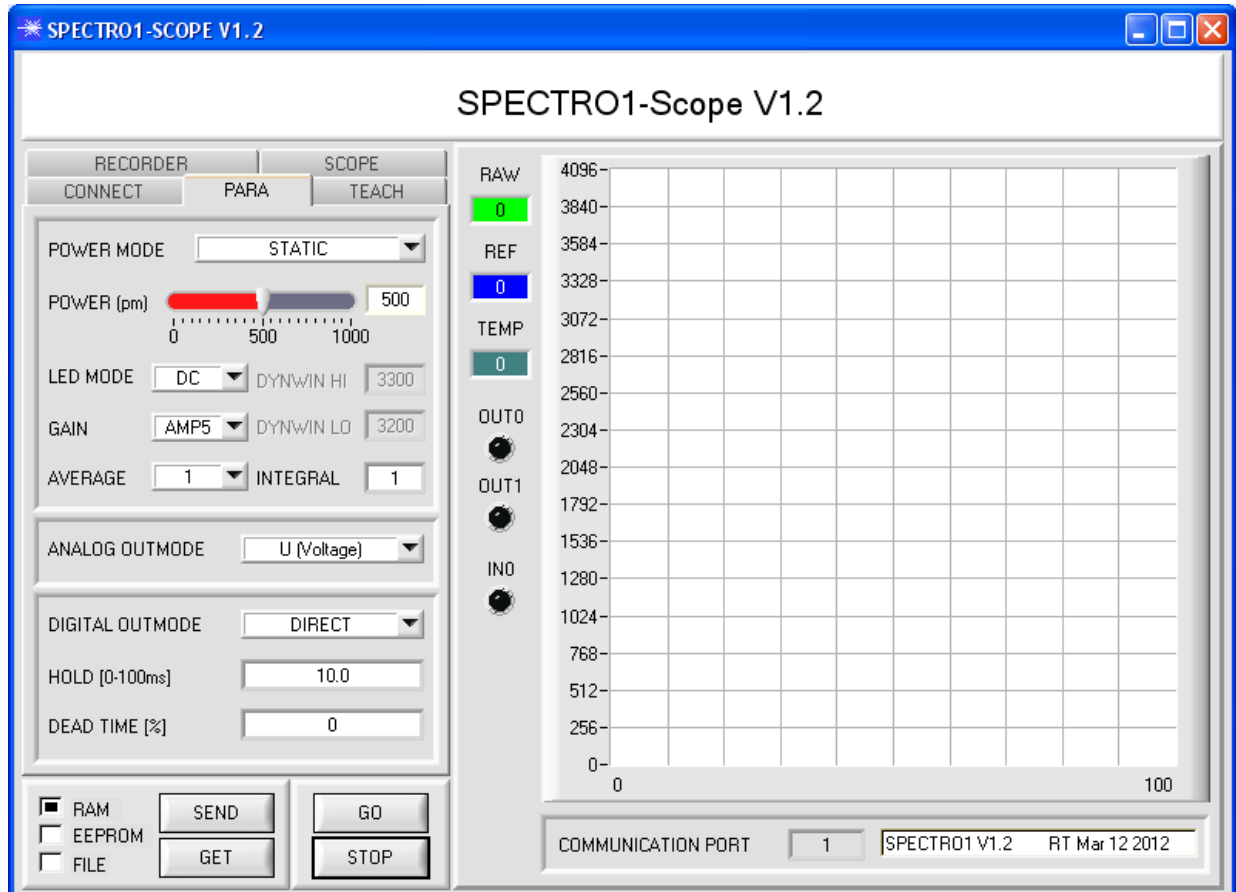 SPECTRO1-SCOPE V1.2
SPECTRO1-Scope V1.2
RECORDER SCOPE
CONNECT PARA TEACH
POWER MODE STATIC
POWER (pm) 500
0 500 1000
LED MODE DC DYNWIN HI 3300
GAIN AMP5 DYNWIN LO 3200
AVERAGE 1 INTEGRAL 1
ANALOG OUTMODE U (Voltage)
DIGITAL OUTMODE DIRECT
HOLD [0-100ms] 10.0
DEAD TIME [%] 0
RAM
EEPROM
FILE
SEND
GET
GO
STOP
RAW
0
REF
0
TEMP
0
OUT0
OUT1
IN0
4096
3840
3584
3328
3072
2816
2560
2304
2048
1792
1536
1280
1024
768
512
256
0
0 100
COMMUNICATION PORT 1 SPECTRO1 V1.2 RT Mar 12 2012